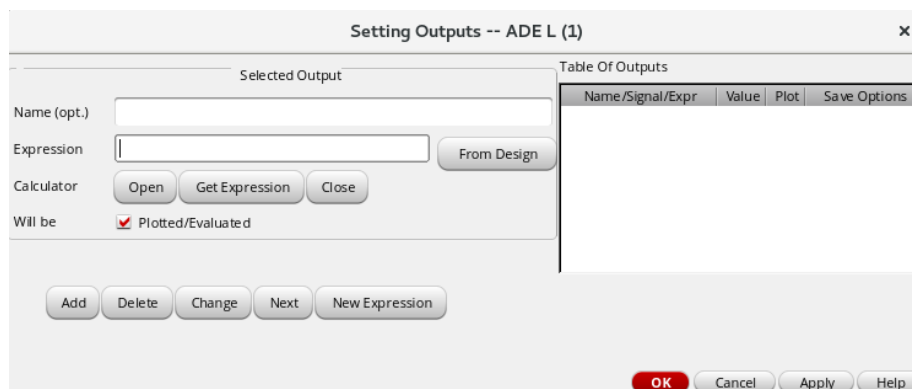 Setting Outputs -- ADE L (1)
Selected Output
Name (opt.)
Expression
From Design
Calculator
Open
Get Expression
Close
Will be
Plotted/Evaluated
Table Of Outputs
Name/Signal/Expr
Value
Plot
Save Options
Add
Delete
Change
Next
New Expression
OK
Cancel
Apply
Help